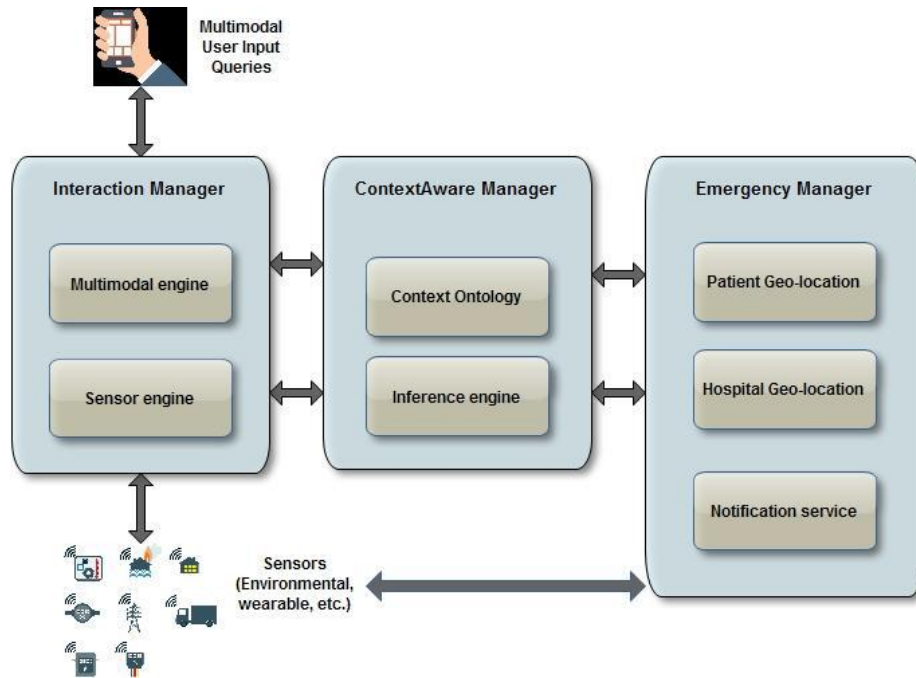 Multimodal
User Input
Queries
Interaction Manager
Multimodal engine
Sensor engine
ContextAware Manager
Context Ontology
Inference engine
Emergency Manager
Patient Geo-location
Hospital Geo-location
Notification service
Sensors
(Environmental,
wearable, etc.)